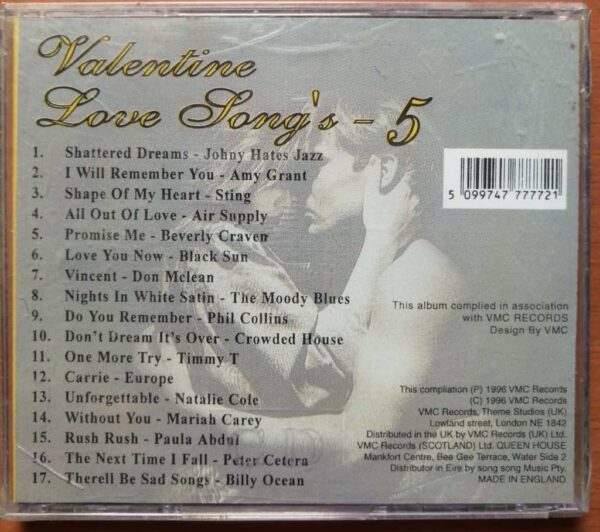 Valentine
Love Song's - 5
1. Shattered Dreams - Johny Hates Jazz
2. I Will Remember You - Amy Grant
3. Shape Of My Heart - Sting
4. All Out Of Love - Air Supply
5. Promise Me - Beverly Craven
6. Love You Now - Black Sun
7. Vincent - Don Mclean
8. Nights In White Satin - The Moody Blues
9. Do You Remember - Phil Collins
10. Don't Dream It's Over - Crowded House
11. One More Try - Timmy T
12. Carrie - Europe
13. Unforgettable - Natalie Cole
14. Without You - Mariah Carey
15. Rush Rush - Paula Abdul
16. The Next Time I Fall - Peter Cetera
17. Therell Be Sad Songs - Billy Ocean
5 099747 777721
This album complied in association
with VMC RECORDS
Design By VMC
This compliation (P) 1996 VMC Records
(C) 1996 VMC Records
VMC Records, Theme Studios (UK)
Lowland street, London NE 1842
Distributed in the UK by VMC Records (UK) Ltd.
VMC Records (SCOTLAND) Ltd. QUEEN HOUSE
Mankfort Centre, Bee Gee Terrace, Water Side 2
Distributor in Eire by song song Music Pty.
MADE IN ENGLAND